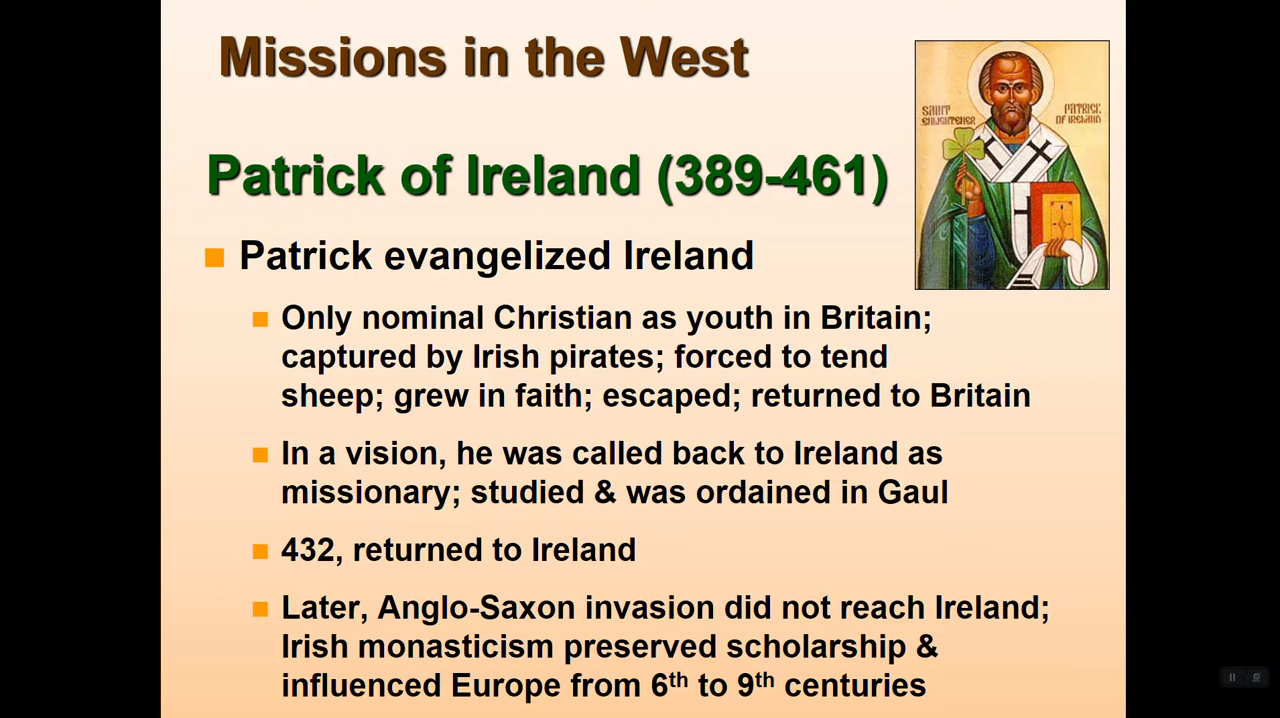 Missions in the West
SAINT ENLIGHTENER
PATRICK OF IRELAND
Patrick of Ireland (389-461)
Patrick evangelized Ireland
Only nominal Christian as youth in Britain;
captured by Irish pirates; forced to tend
sheep; grew in faith; escaped; returned to Britain
In a vision, he was called back to Ireland as
missionary; studied & was ordained in Gaul
432, returned to Ireland
Later, Anglo-Saxon invasion did not reach Ireland;
Irish monasticism preserved scholarship &
influenced Europe from 6th to 9th centuries